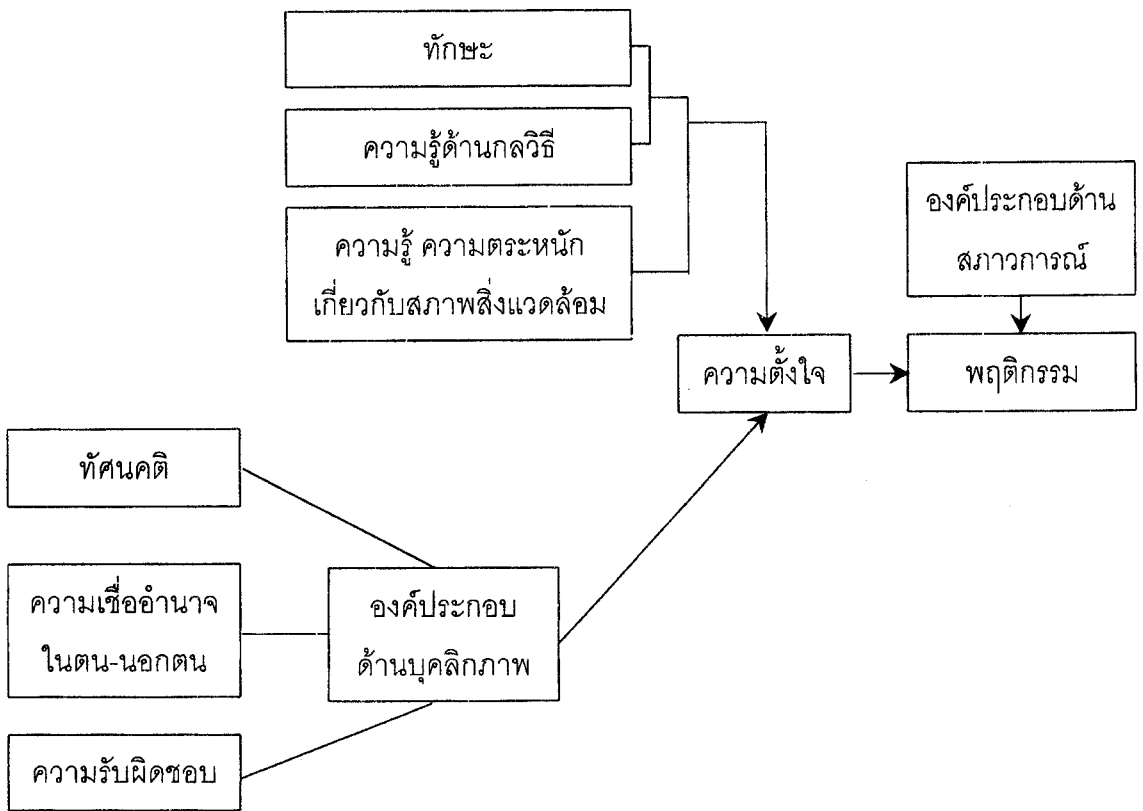 ทักษะ
ความรู้ด้านกลวิธี
ความรู้ ความตระหนัก
เกี่ยวกับสภาพสิ่งแวดล้อม
องค์ประกอบด้าน
สภาวการณ์
ความตั้งใจ
พฤติกรรม
ทัศนคติ
ความเชื่ออำนาจ
ในตน-นอกตน
องค์ประกอบ
ด้านบุคลิกภาพ
ความรับผิดชอบ